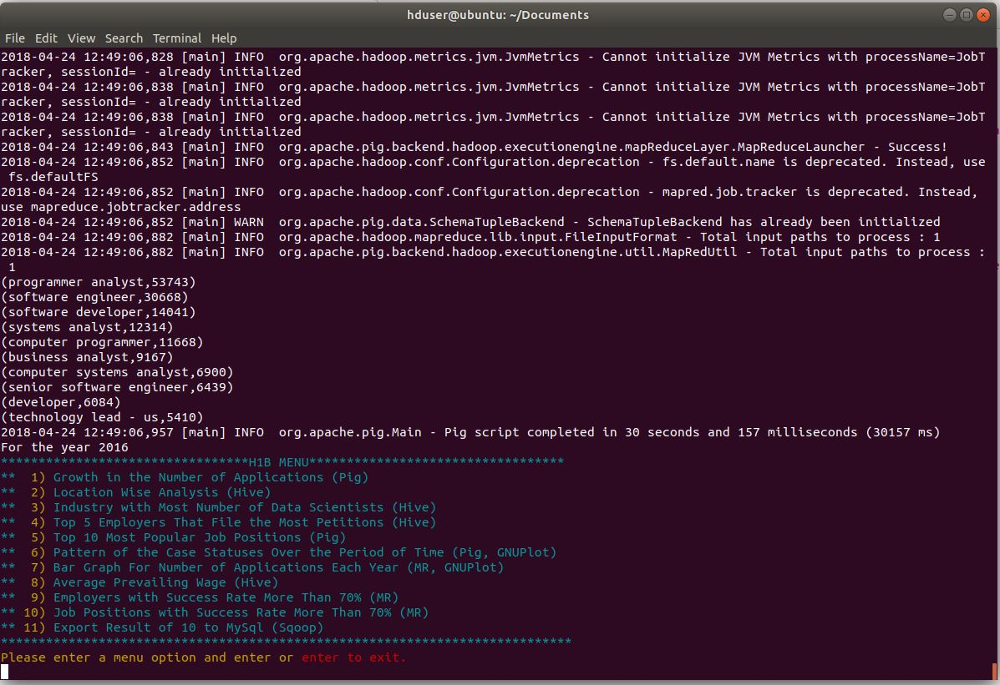 hduser@ubuntu: ~/Documents
File Edit View Search Terminal Help
2018-04-24 12:49:06,828 [main] INFO  org.apache.hadoop.metrics.jvm.JvmMetrics - Cannot initialize JVM Metrics with processName=JobT
racker, sessionId= - already initialized
2018-04-24 12:49:06,838 [main] INFO  org.apache.hadoop.metrics.jvm.JvmMetrics - Cannot initialize JVM Metrics with processName=JobT
racker, sessionId= - already initialized
2018-04-24 12:49:06,838 [main] INFO  org.apache.hadoop.metrics.jvm.JvmMetrics - Cannot initialize JVM Metrics with processName=JobT
racker, sessionId= - already initialized
2018-04-24 12:49:06,843 [main] INFO  org.apache.pig.backend.hadoop.executionengine.mapReduceLayer.MapReduceLauncher - Success!
2018-04-24 12:49:06,852 [main] INFO  org.apache.hadoop.conf.Configuration.deprecation - fs.default.name is deprecated. Instead, use
 fs.defaultFS
2018-04-24 12:49:06,852 [main] INFO  org.apache.hadoop.conf.Configuration.deprecation - mapred.job.tracker is deprecated. Instead,
use mapreduce.jobtracker.address
2018-04-24 12:49:06,852 [main] WARN  org.apache.pig.data.SchemaTupleBackend - SchemaTupleBackend has already been initialized
2018-04-24 12:49:06,882 [main] INFO  org.apache.hadoop.mapreduce.lib.input.FileInputFormat - Total input paths to process : 1
2018-04-24 12:49:06,882 [main] INFO  org.apache.pig.backend.hadoop.executionengine.util.MapRedUtil - Total input paths to process :
 1
(programmer analyst,53743)
(software engineer,30668)
(software developer,14041)
(systems analyst,12314)
(computer programmer,11668)
(business analyst,9167)
(computer systems analyst,6900)
(senior software engineer,6439)
(developer,6084)
(technology lead - us,5410)
2018-04-24 12:49:06,957 [main] INFO  org.apache.pig.Main - Pig script completed in 30 seconds and 157 milliseconds (30157 ms)
For the year 2016
*********************************H1B MENU**********************************
**  1) Growth in the Number of Applications (Pig)
**  2) Location Wise Analysis (Hive)
**  3) Industry with Most Number of Data Scientists (Hive)
**  4) Top 5 Employers That File the Most Petitions (Hive)
**  5) Top 10 Most Popular Job Positions (Pig)
**  6) Pattern of the Case Statuses Over the Period of Time (Pig, GNUPlot)
**  7) Bar Graph For Number of Applications Each Year (MR, GNUPlot)
**  8) Average Prevailing Wage (Hive)
**  9) Employers with Success Rate More Than 70% (MR)
** 10) Job Positions with Success Rate More Than 70% (MR)
** 11) Export Result of 10 to MySql (Sqoop)
****************************************************************************
Please enter a menu option and enter or enter to exit.